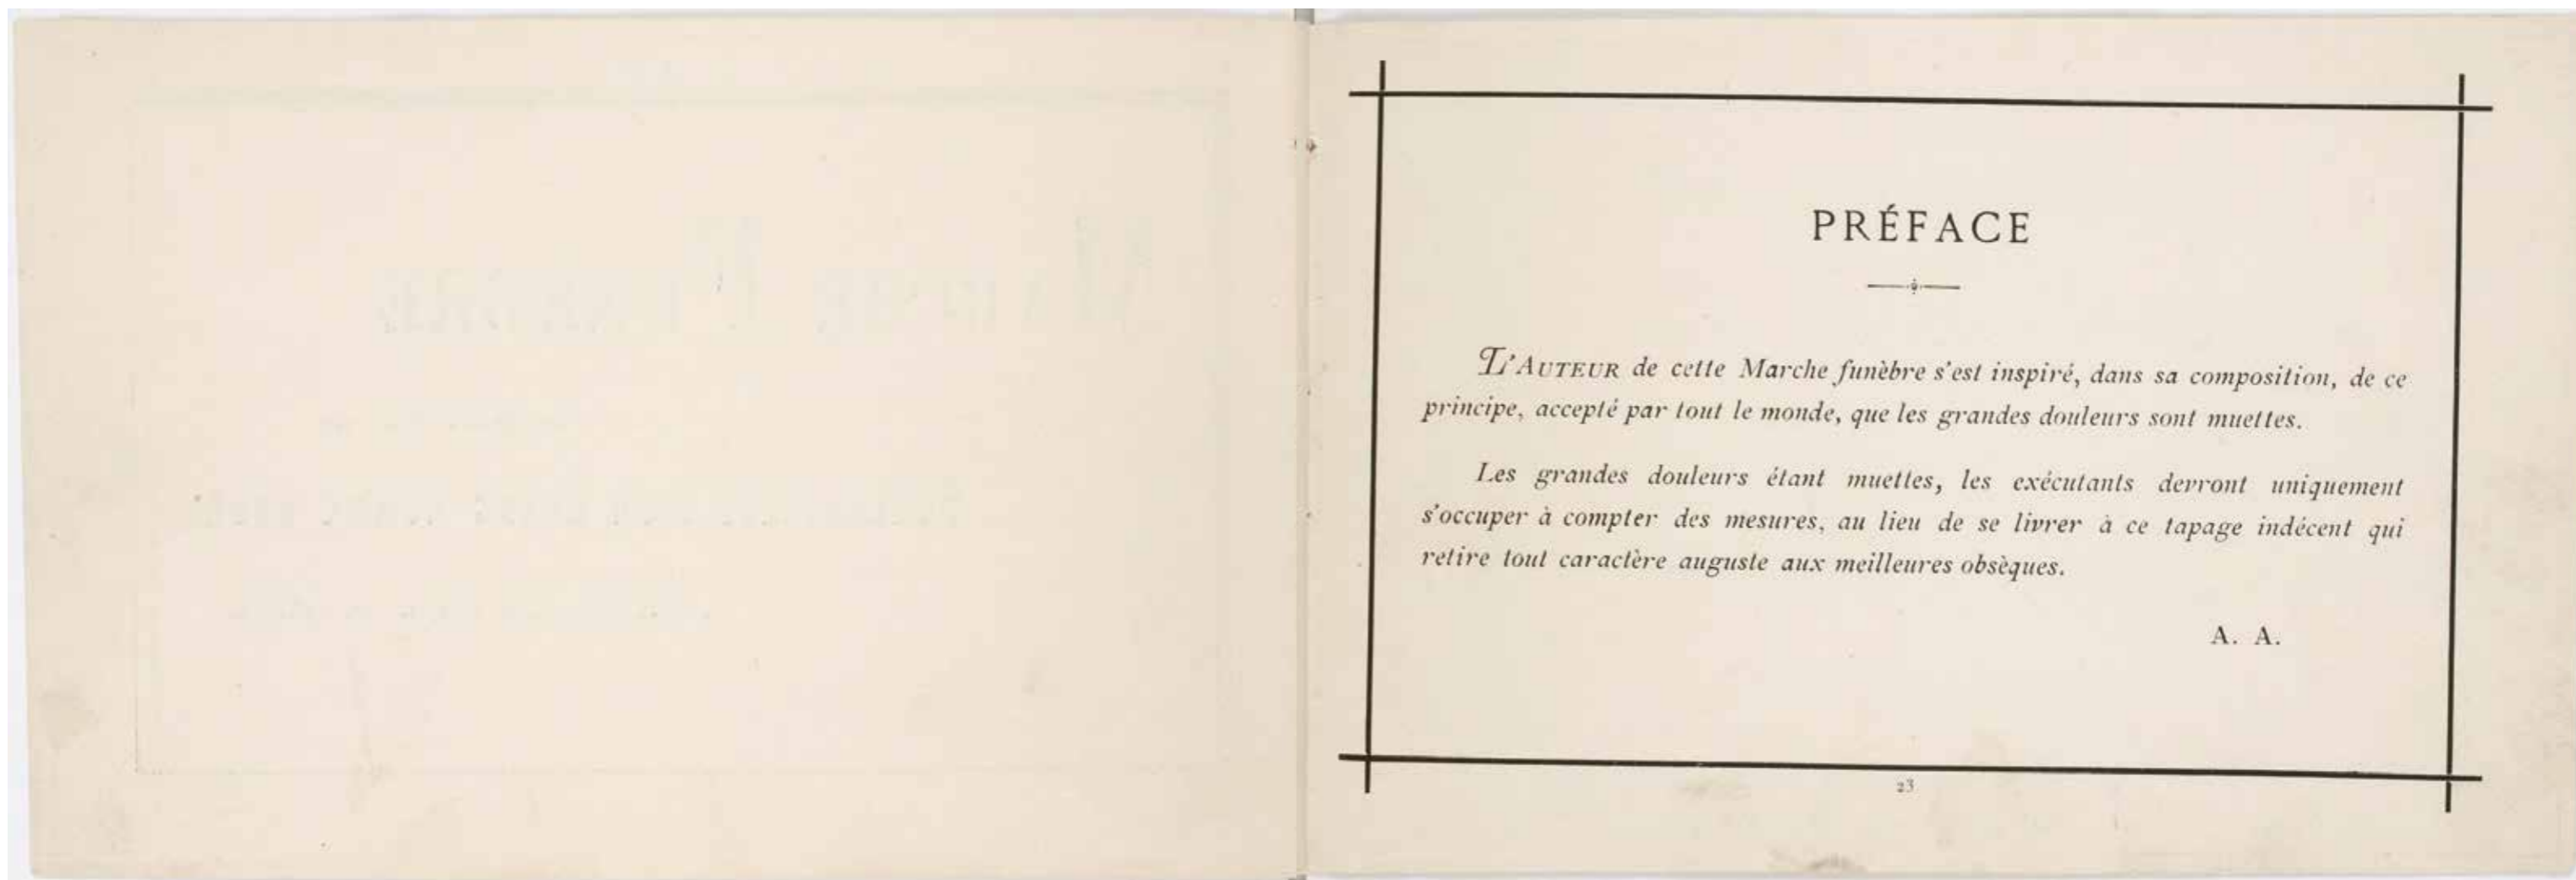 PRÉFACE
L'AUTEUR de cette Marche funèbre s'est inspiré, dans sa composition, de ce
principe, accepté par tout le monde, que les grandes douleurs sont muettes.
Les grandes douleurs étant muettes, les exécutants devront uniquement
s'occuper à compter des mesures, au lieu de se livrer à ce tapage indécent qui
retire tout caractère auguste aux meilleures obsèques.
A. A.
23